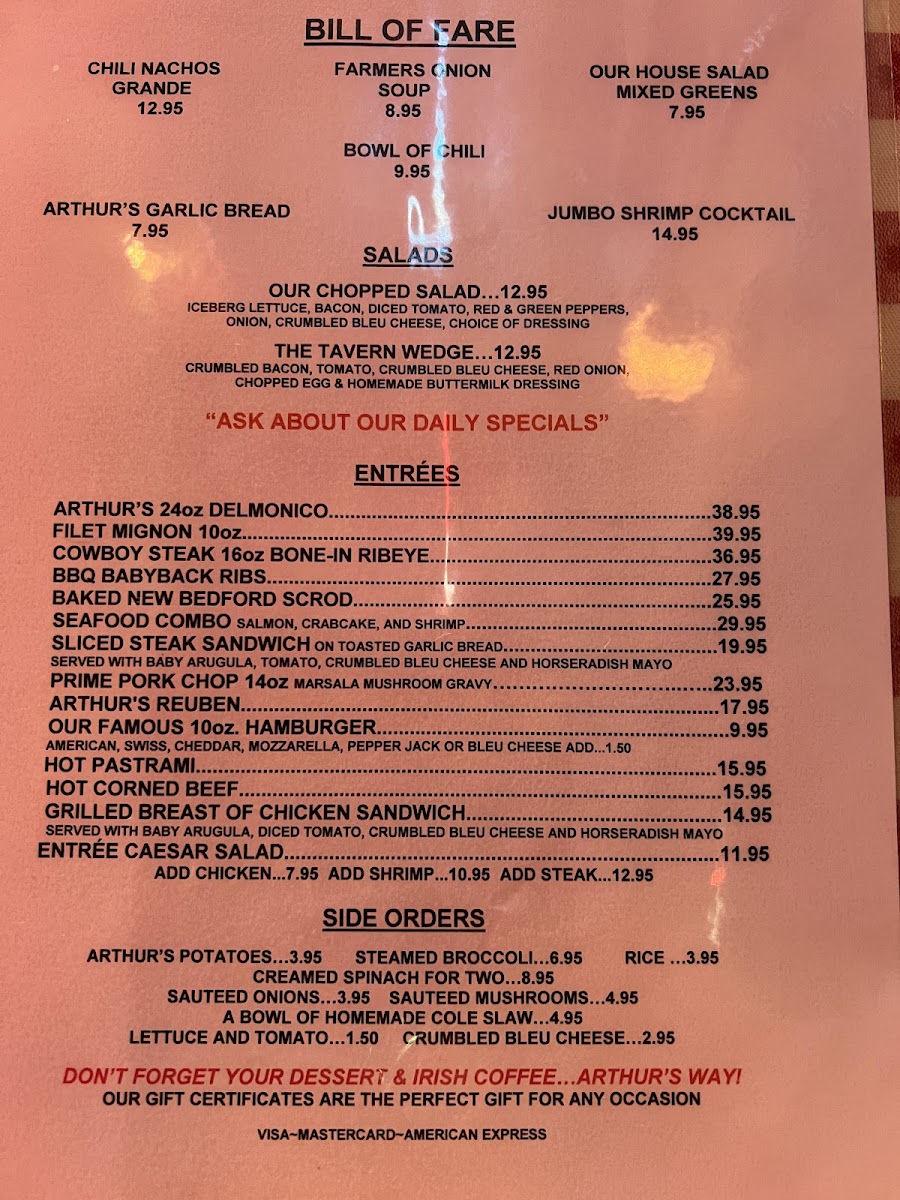 BILL OF FARE
CHILI NACHOS
GRANDE
12.95
FARMERS ONION
SOUP
8.95
OUR HOUSE SALAD
MIXED GREENS
7.95
BOWL OF CHILI
9.95
ARTHUR'S GARLIC BREAD
7.95
JUMBO SHRIMP COCKTAIL
14.95
SALADS
OUR CHOPPED SALAD...12.95
ICEBERG LETTUCE, BACON, DICED TOMATO, RED & GREEN PEPPERS,
ONION, CRUMBLED BLEU CHEESE, CHOICE OF DRESSING
THE TAVERN WEDGE...12.95
CRUMBLED BACON, TOMATO, CRUMBLED BLEU CHEESE, RED ONION,
CHOPPED EGG & HOMEMADE BUTTERMILK DRESSING
"ASK ABOUT OUR DAILY SPECIALS"
ENTRÉES
ARTHUR'S 24oz DELMONICO...38.95
FILET MIGNON 10oz...39.95
COWBOY STEAK 16oz BONE-IN RIBEYE...36.95
BBQ BABYBACK RIBS...27.95
BAKED NEW BEDFORD SCROD...25.95
SEAFOOD COMBO SALMON, CRABCAKE, AND SHRIMP...29.95
SLICED STEAK SANDWICH ON TOASTED GARLIC BREAD...19.95
SERVED WITH BABY ARUGULA, TOMATO, CRUMBLED BLEU CHEESE AND HORSERADISH MAYO
PRIME PORK CHOP 14oz MARSALA MUSHROOM GRAVY...23.95
ARTHUR'S REUBEN...17.95
OUR FAMOUS 10oz. HAMBURGER...9.95
AMERICAN, SWISS, CHEDDAR, MOZZARELLA, PEPPER JACK OR BLEU CHEESE ADD...1.50
HOT PASTRAMI...15.95
HOT CORNED BEEF...15.95
GRILLED BREAST OF CHICKEN SANDWICH...14.95
SERVED WITH BABY ARUGULA, DICED TOMATO, CRUMBLED BLEU CHEESE AND HORSERADISH MAYO
ENTRÉE CAESAR SALAD...11.95
ADD CHICKEN...7.95 ADD SHRIMP...10.95 ADD STEAK...12.95
SIDE ORDERS
ARTHUR'S POTATOES...3.95 STEAMED BROCCOLI...6.95 RICE ...3.95
CREAMED SPINACH FOR TWO...8.95
SAUTEED ONIONS...3.95 SAUTEED MUSHROOMS...4.95
A BOWL OF HOMEMADE COLE SLAW...4.95
LETTUCE AND TOMATO...1.50 CRUMBLED BLEU CHEESE...2.95
DON'T FORGET YOUR DESSERT & IRISH COFFEE...ARTHUR'S WAY!
OUR GIFT CERTIFICATES ARE THE PERFECT GIFT FOR ANY OCCASION
VISA~MASTERCARD~AMERICAN EXPRESS